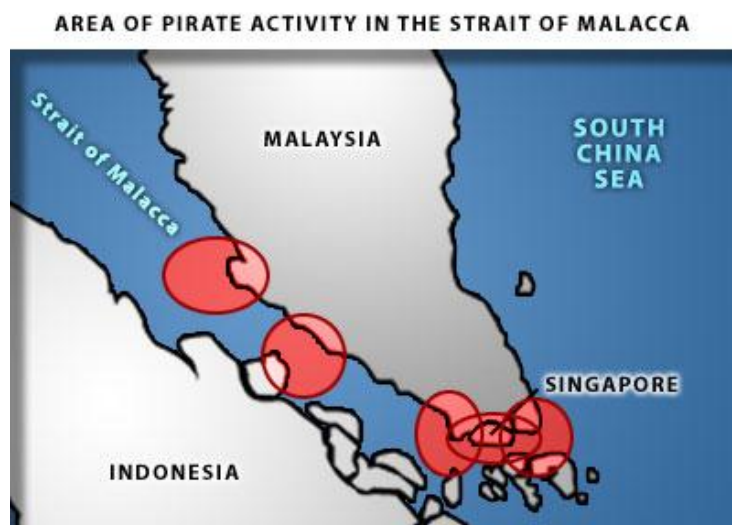 AREA OF PIRATE ACTIVITY IN THE STRAIT OF MALACCA
Strait of Malacca
MALAYSIA
SOUTH
CHINA
SEA
SINGAPORE
INDONESIA